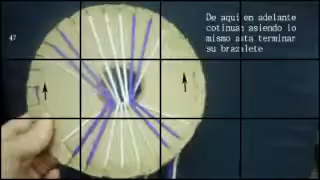 De aqui en adelante
cotinuas asiendo lo
mismo asta terminar
su brazalete
47